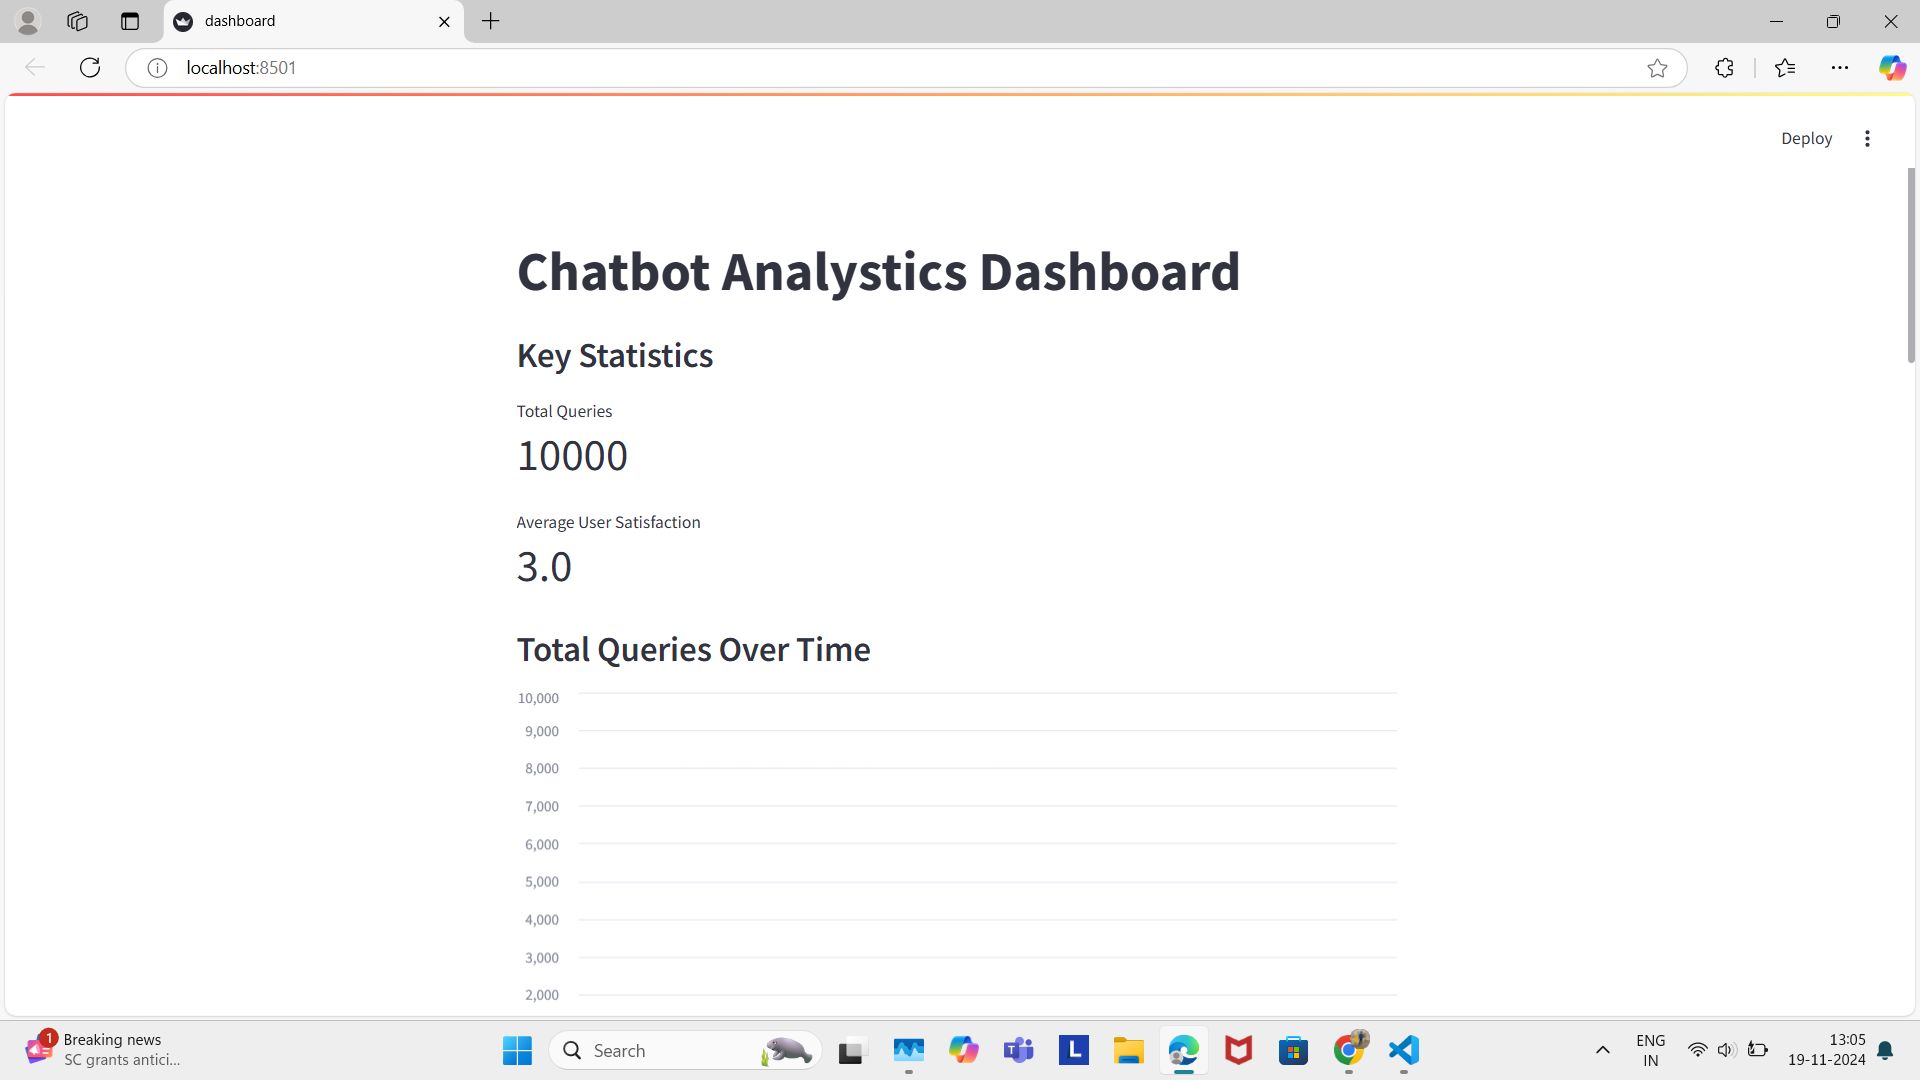 dashboard
localhost:8501
Deploy
Chatbot Analystics Dashboard
Key Statistics
Total Queries
10000
Average User Satisfaction
3.0
Total Queries Over Time
10,000
9,000
8,000
7,000
6,000
5,000
4,000
3,000
2,000
1
Breaking news
SC grants antici...
Search
T
L
ENG
IN
13:05
19-11-2024